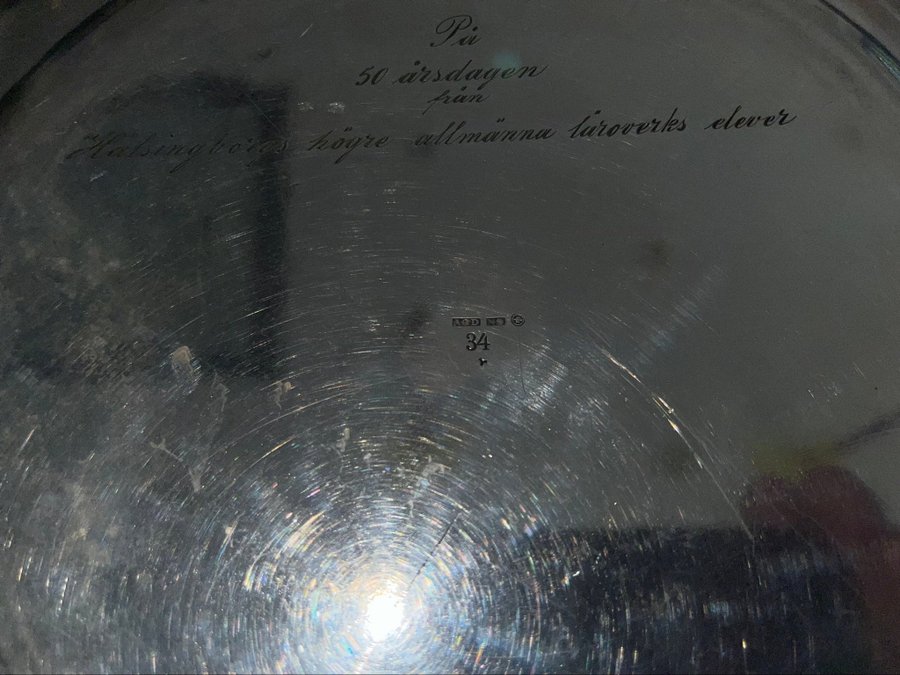 På
50 årsdagen
från
Hälsingborgs högre allmänna läroverks elever
34